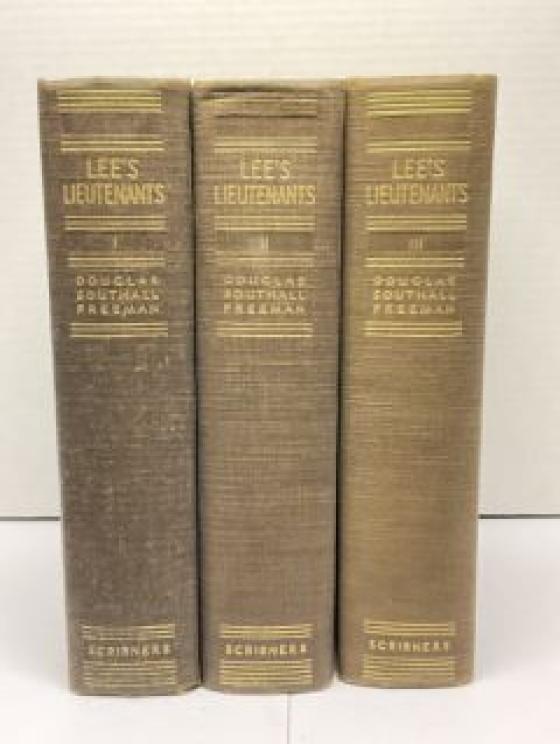 LEE'S
LIEUTENANTS
I
DOUGLAS
SOUTHALL
FREEMAN
SCRIBNERS
LEE'S
LIEUTENANTS
II
DOUGLAS
SOUTHALL
FREEMAN
SCRIBNERS
LEE'S
LIEUTENANTS
III
DOUGLAS
SOUTHALL
FREEMAN
SCRIBNERS